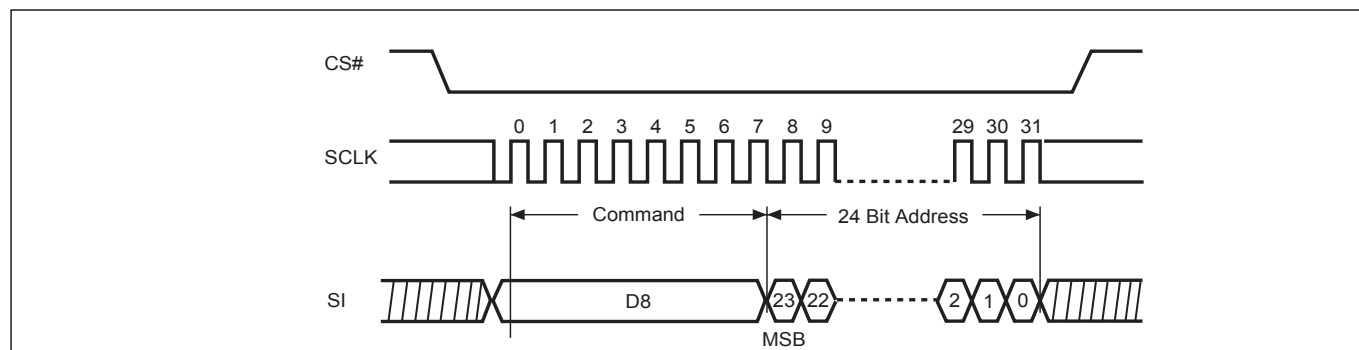 CS#
0 1 2 3 4 5 6 7 8 9 29 30 31
SCLK
Command 24 Bit Address
SI D8 23 22 2 1 0
MSB